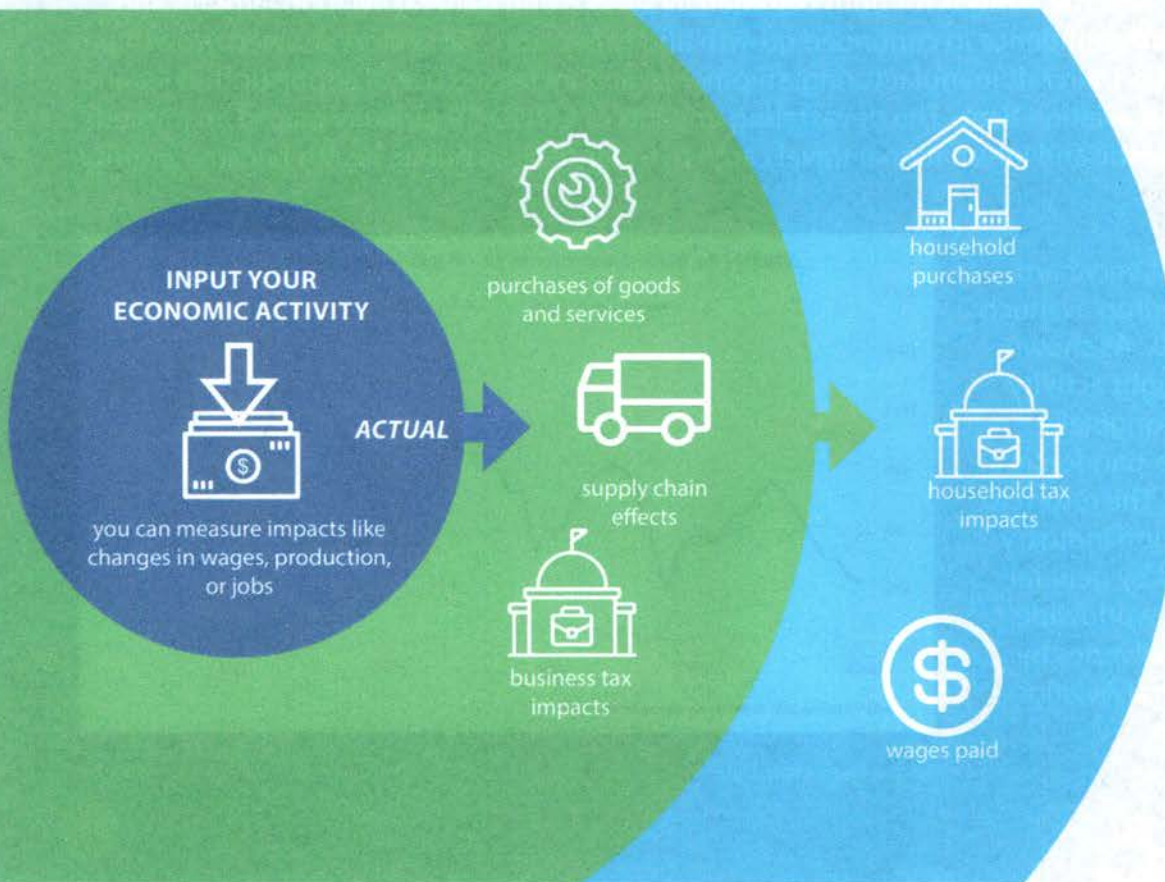 INPUT YOUR
ECONOMIC ACTIVITY
$
ACTUAL
you can measure impacts like
changes in wages, production,
or jobs
purchases of goods
and services
supply chain
effects
business tax
impacts
household
purchases
household tax
impacts
$
wages paid